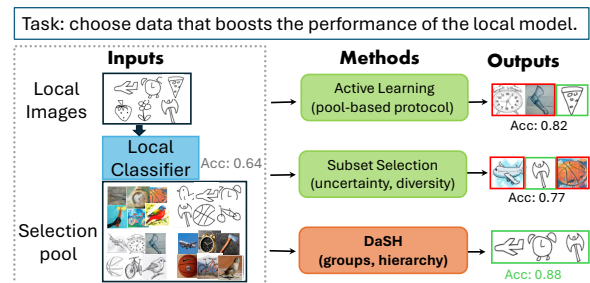 Task: choose data that boosts the performance of the local model.
Inputs
Methods
Outputs
Local
Images
Active Learning
(pool-based protocol)
Acc: 0.82
Local
Classifier
Acc: 0.64
Subset Selection
(uncertainty, diversity)
Acc: 0.77
Selection
pool
DaSH
(groups, hierarchy)
Acc: 0.88